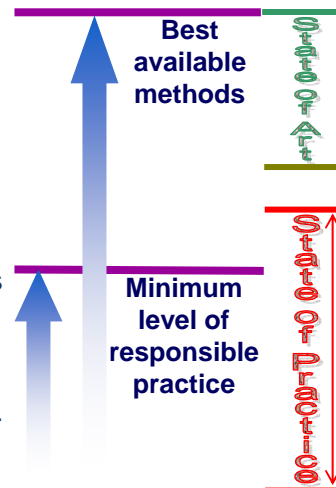 Best
available
methods
State of Art
s
Minimum
level of
responsible
practice
State of Practice